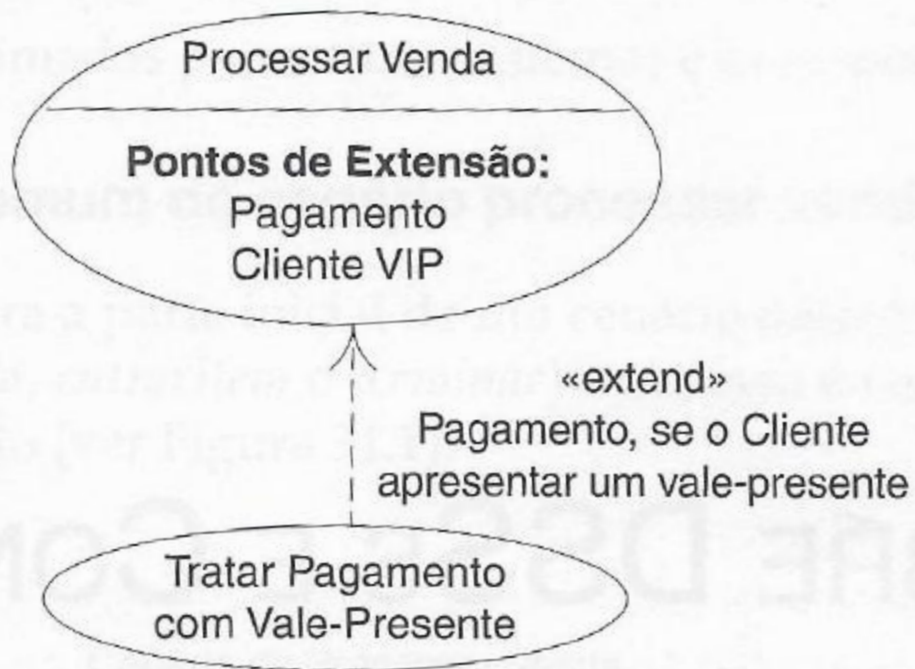 Processar Venda
Pontos de Extensão:
Pagamento
Cliente VIP
«extend»
Pagamento, se o Cliente
apresentar um vale-presente
Tratar Pagamento
com Vale-Presente